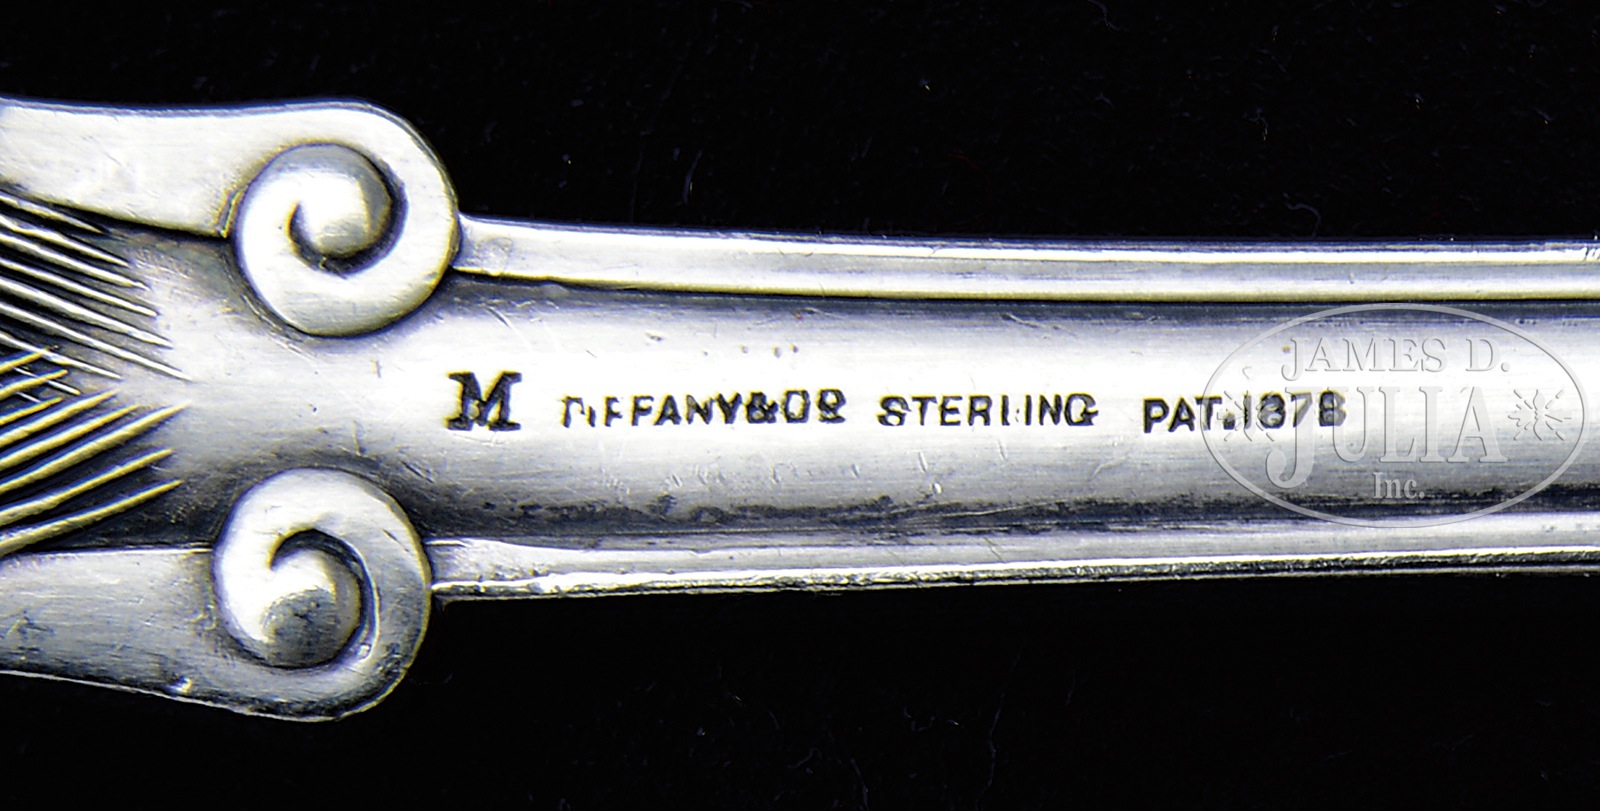 M TIFFANY & CO STERLING PAT. 1878
JAMES D.
JULIA
Inc.